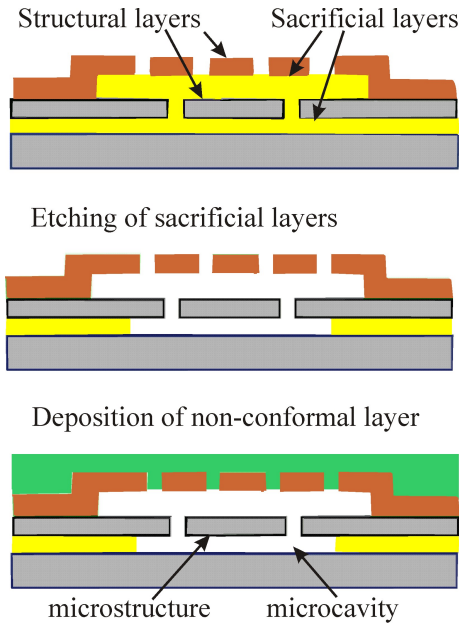 Structural layers
Sacrificial layers
Etching of sacrificial layers
Deposition of non-conformal layer
microstructure
microcavity